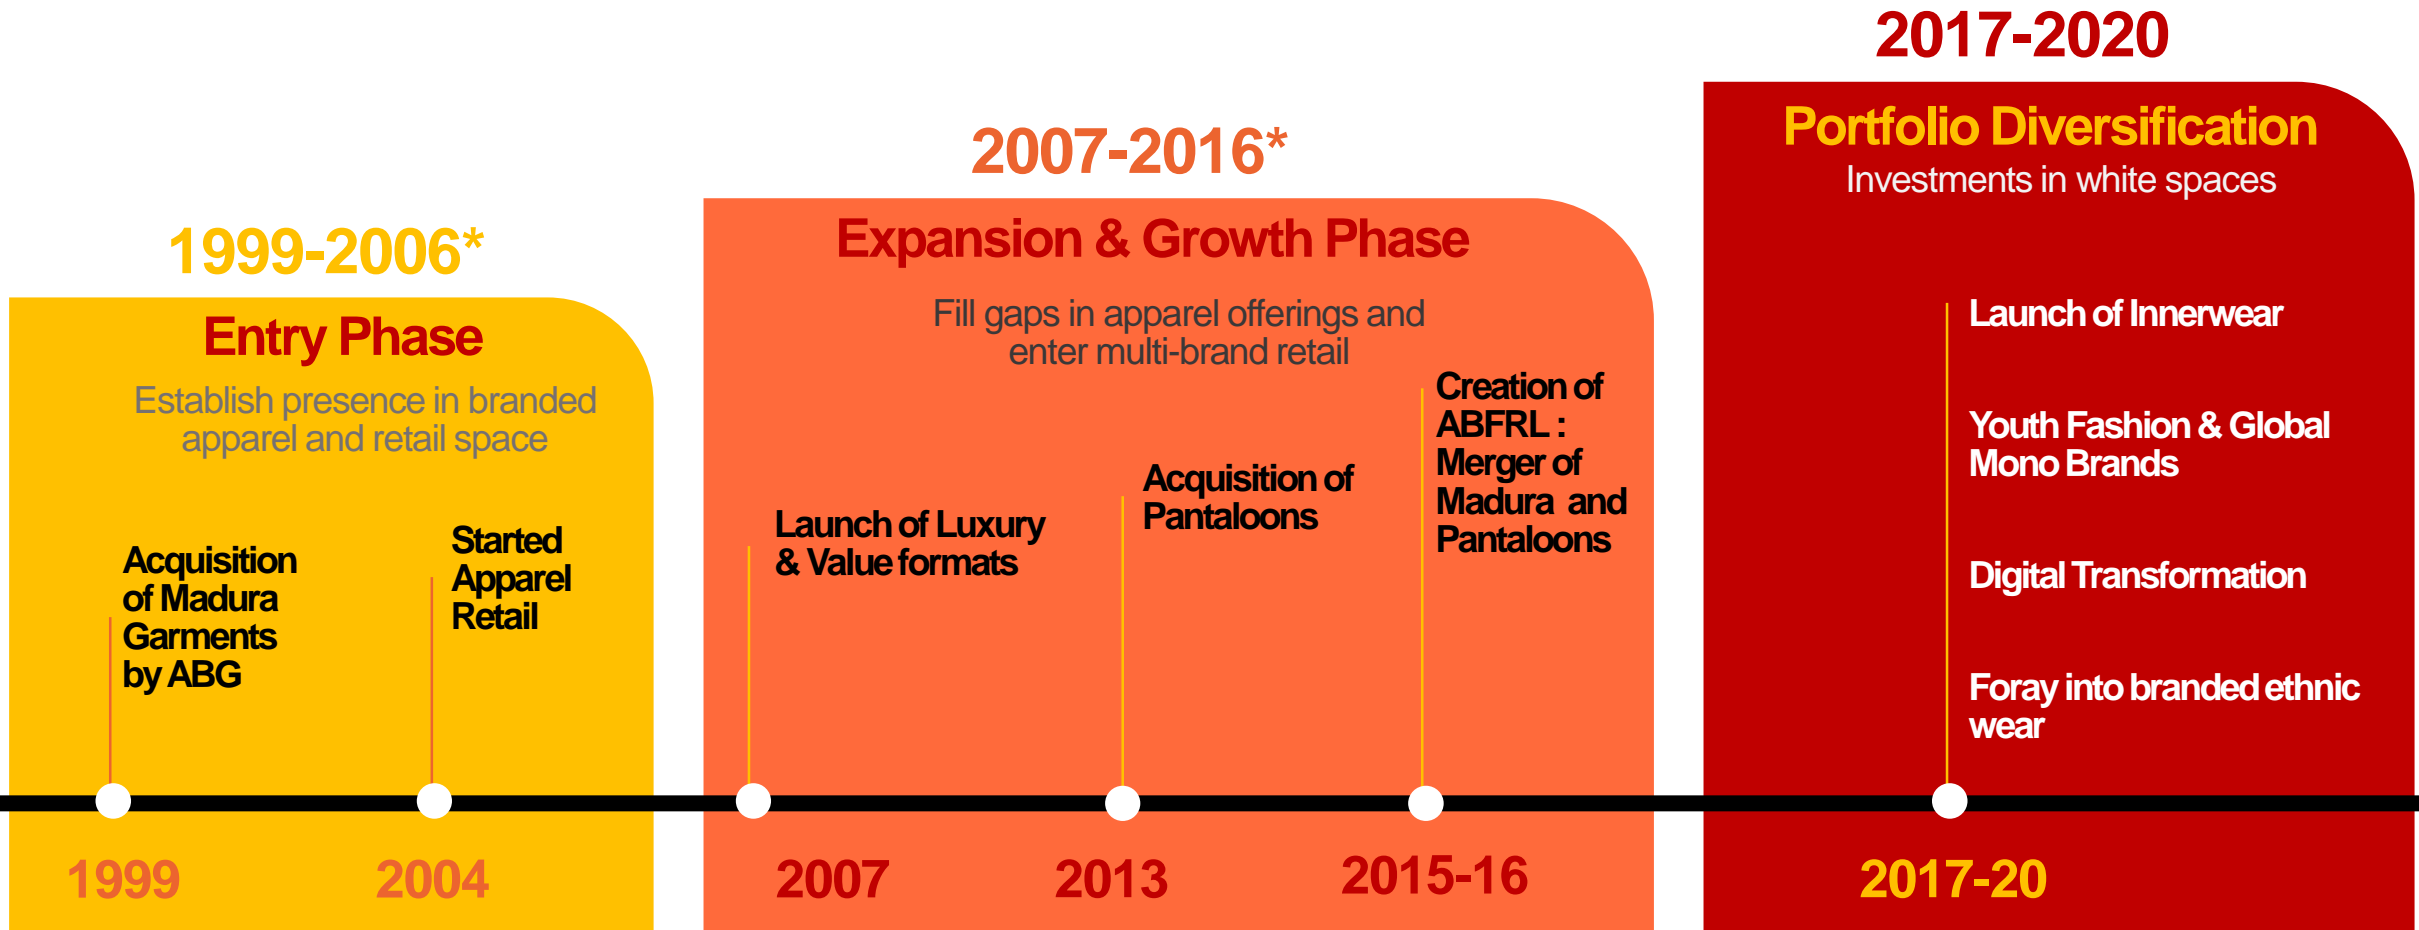 1999-2006*
Entry Phase
Establish presence in branded
apparel and retail space
Acquisition
of Madura
Garments
by ABG
Started
Apparel
Retail
1999
2004
2007-2016*
Expansion & Growth Phase
Fill gaps in apparel offerings and
enter multi-brand retail
Launch of Luxury
& Value formats
Acquisition of
Pantaloons
Creation of
ABFRL :
Merger of
Madura and
Pantaloons
2007
2013
2015-16
2017-2020
Portfolio Diversification
Investments in white spaces
Launch of Innerwear
Youth Fashion & Global
Mono Brands
Digital Transformation
Foray into branded ethnic
wear
2017-20